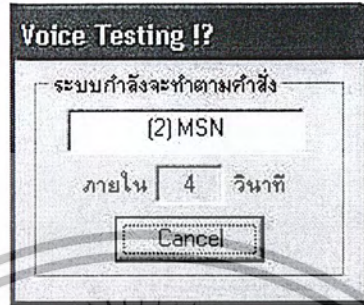 Voice Testing !?
ระบบกำลังจะทำตามคำสั่ง
(2) MSN
ภายใน 4 วินาที
Cancel